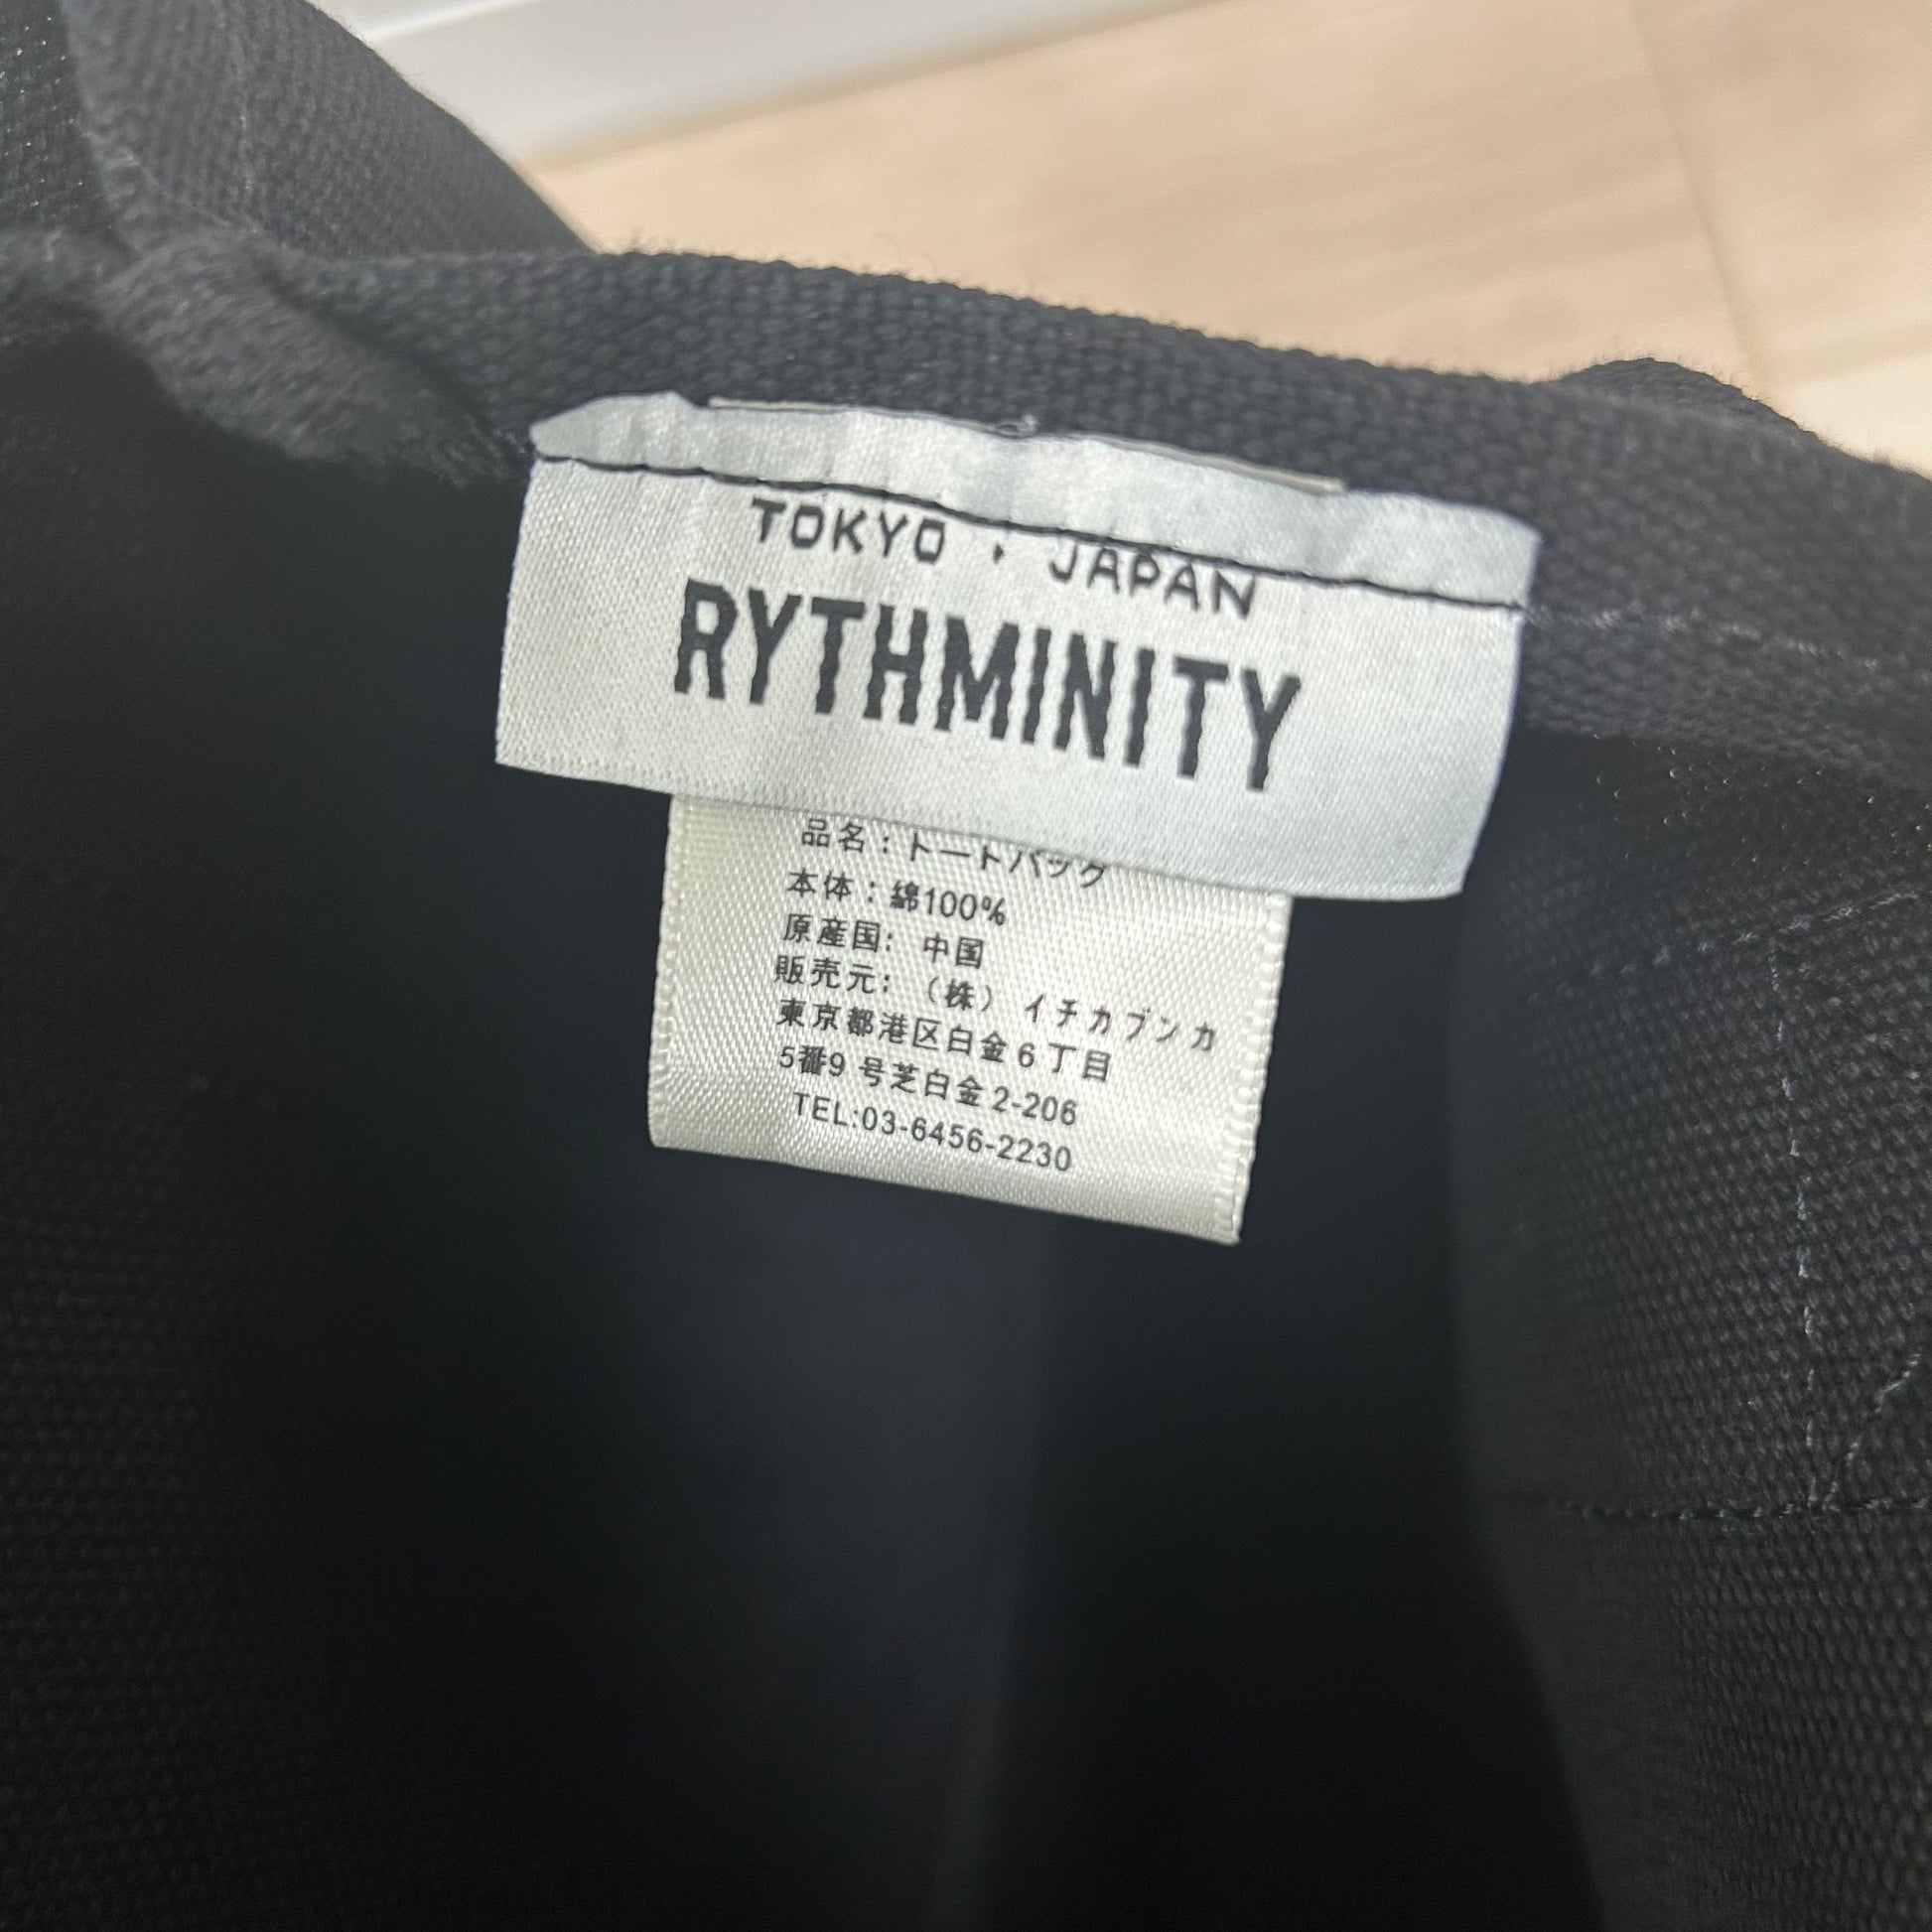 TOKYO・JAPAN
RYTHMINITY
品名：トートバッグ
本体：綿100%
原産国: 中国
販売元: （株） イチカブンカ
東京都港区白金6丁目
5番9 号芝白金2-206
TEL:03-6456-2230